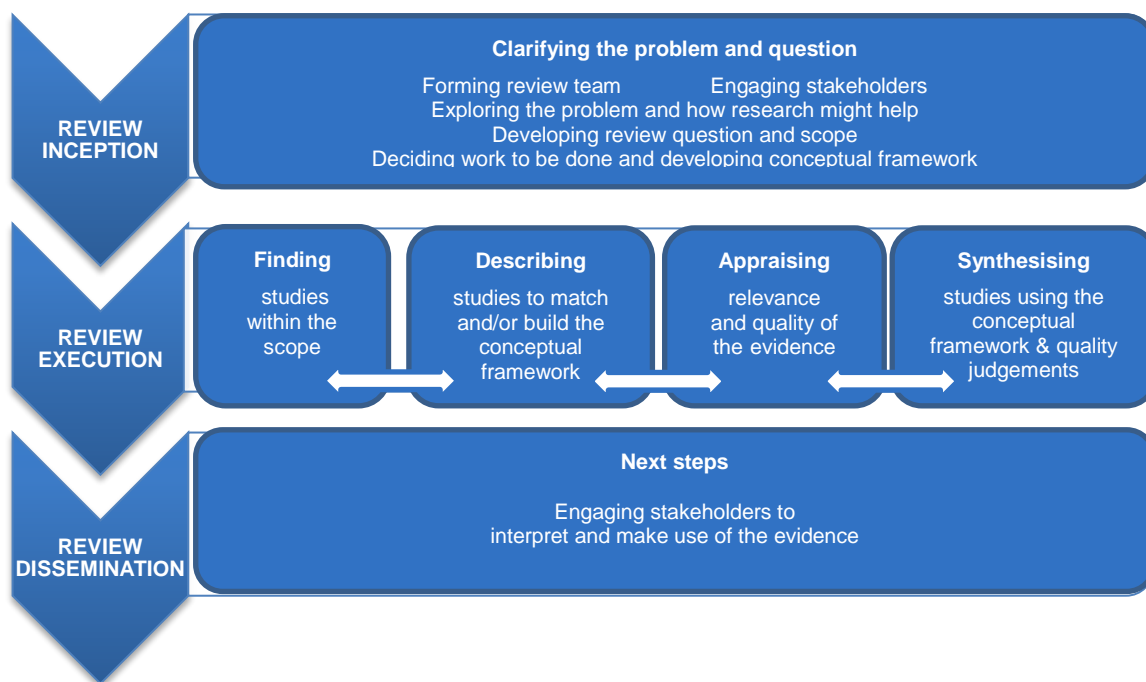 REVIEW
INCEPTION
Clarifying the problem and question
Forming review team Engaging stakeholders
Exploring the problem and how research might help
Developing review question and scope
Deciding work to be done and developing conceptual framework
REVIEW
EXECUTION
Finding
studies
within the
scope
Describing
studies to match
and/or build the
conceptual
framework
Appraising
relevance
and quality of
the evidence
Synthesising
studies using the
conceptual
framework & quality
judgements
REVIEW
DISSEMINATION
Next steps
Engaging stakeholders to
interpret and make use of the evidence